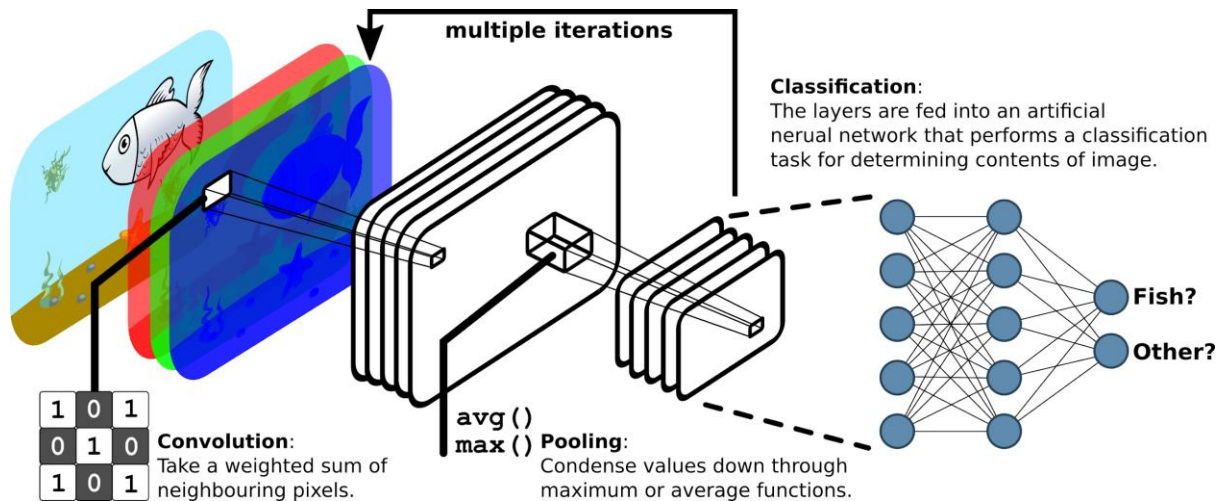 multiple iterations
Classification:
The layers are fed into an artificial
nerual network that performs a classification
task for determining contents of image.
Fish?
Other?
1 0 1
0 1 0
1 0 1
Convolution:
Take a weighted sum of
neighbouring pixels.
avg()
max()
Pooling:
Condense values down through
maximum or average functions.